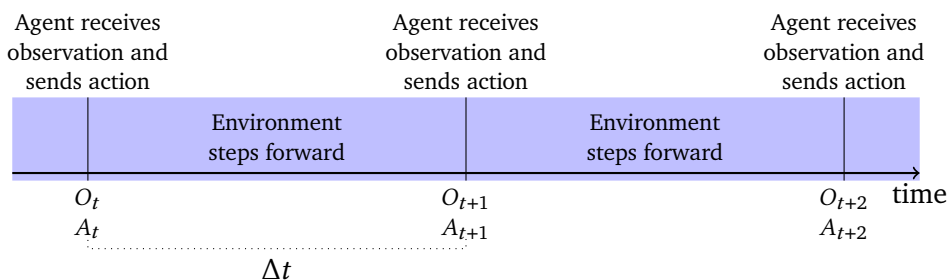 Agent receives
observation and
sends action
Agent receives
observation and
sends action
Agent receives
observation and
sends action
Environment
steps forward
Environment
steps forward
O_t
A_t
O_{t+1}
A_{t+1}
O_{t+2}
A_{t+2}
time
Δt